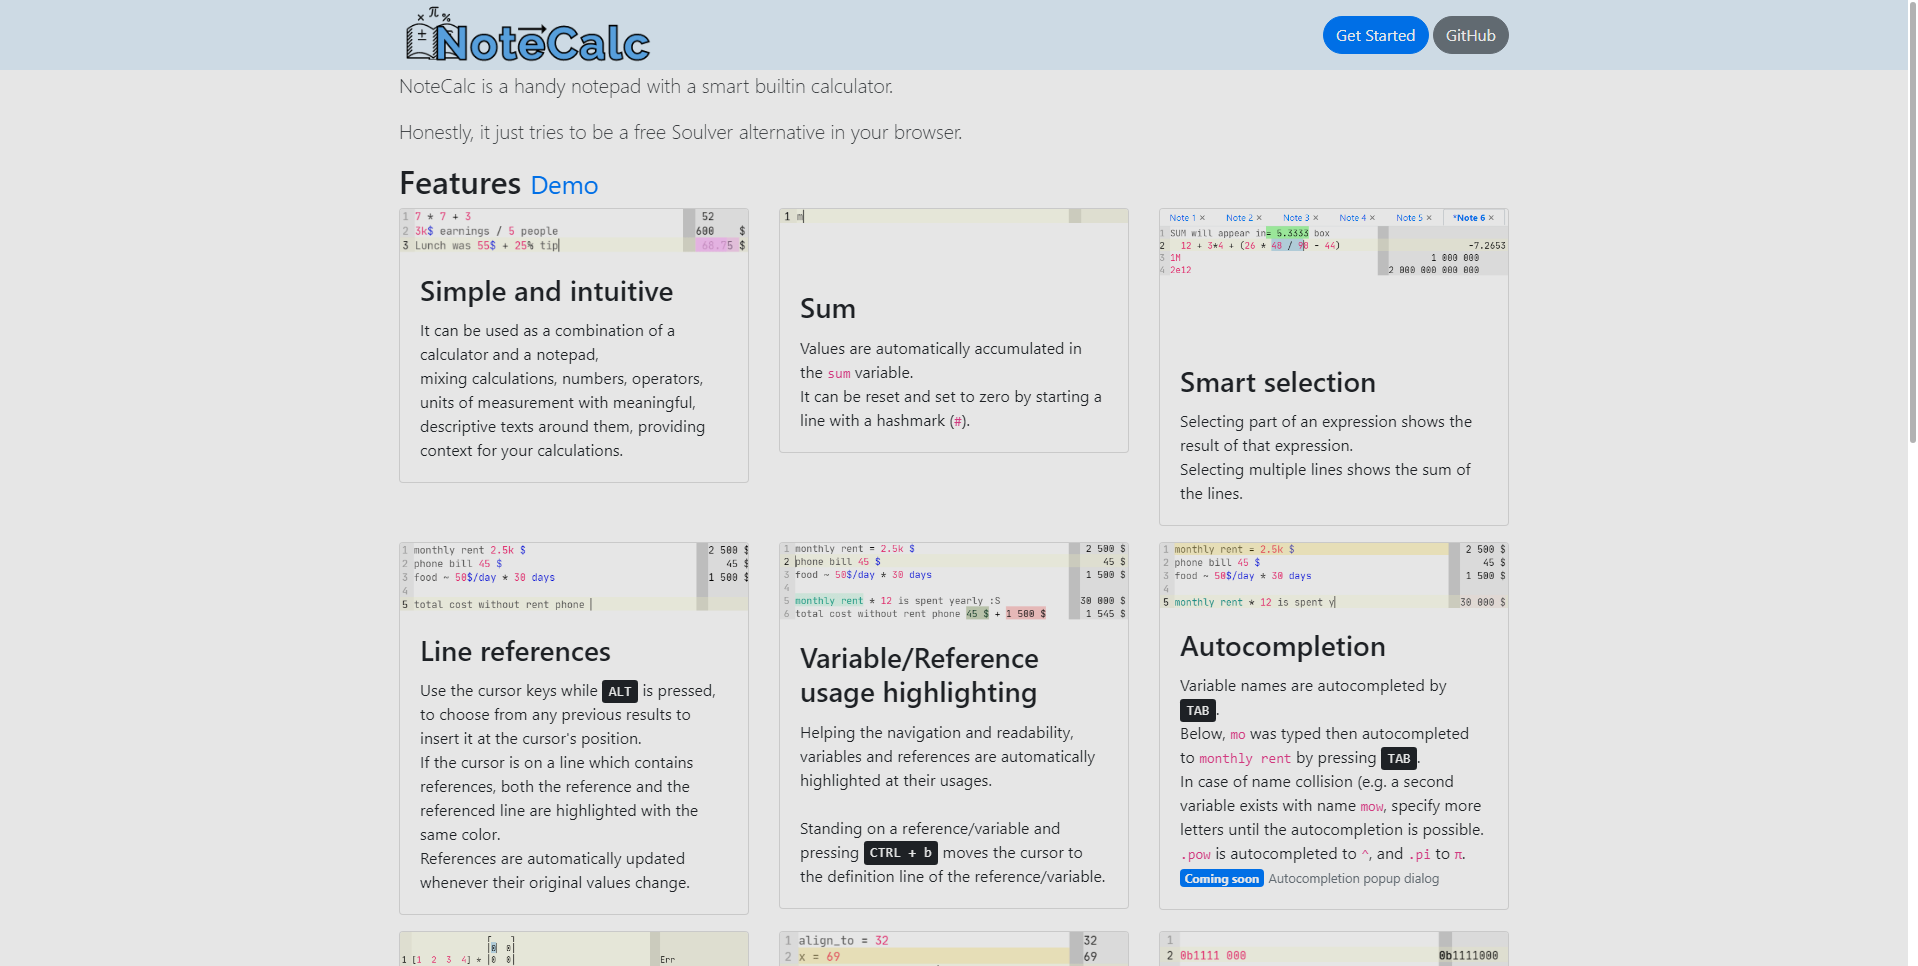 × π %
± NoteCalc
Get Started
GitHub
NoteCalc is a handy notepad with a smart builtin calculator.
Honestly, it just tries to be a free Soulver alternative in your browser.
Features Demo
1 7 * 7 + 3 52
2 3k$ earnings / 5 people 600 $
3 Lunch was 55$ + 25% tip 68.75 $
Simple and intuitive
It can be used as a combination of a
calculator and a notepad,
mixing calculations, numbers, operators,
units of measurement with meaningful,
descriptive texts around them, providing
context for your calculations.
1 m
Sum
Values are automatically accumulated in
the sum variable.
It can be reset and set to zero by starting a
line with a hashmark (#).
Note 1 × Note 2 × Note 3 × Note 4 × Note 5 × *Note 6 ×
1 SUM will appear in = 5.3333 box
2 12 + 3*4 + (26 * 48 / 90 - 44) -7.2653
3 1M 1 000 000
4 2e12 2 000 000 000 000
Smart selection
Selecting part of an expression shows the
result of that expression.
Selecting multiple lines shows the sum of
the lines.
1 monthly rent 2.5k $ 2 500 $
2 phone bill 45 $ 45 $
3 food ~ 50$/day * 30 days 1 500 $
4
5 total cost without rent phone
Line references
Use the cursor keys while ALT is pressed,
to choose from any previous results to
insert it at the cursor's position.
If the cursor is on a line which contains
references, both the reference and the
referenced line are highlighted with the
same color.
References are automatically updated
whenever their original values change.
1 monthly rent = 2.5k $ 2 500 $
2 phone bill 45 $ 45 $
3 food ~ 50$/day * 30 days 1 500 $
4
5 monthly rent * 12 is spent yearly :S 30 000 $
6 total cost without rent phone 45 $ + 1 500 $ 1 545 $
Variable/Reference
usage highlighting
Helping the navigation and readability,
variables and references are automatically
highlighted at their usages.
Standing on a reference/variable and
pressing CTRL + b moves the cursor to
the definition line of the reference/variable.
1 monthly rent = 2.5k $ 2 500 $
2 phone bill 45 $ 45 $
3 food ~ 50$/day * 30 days 1 500 $
4
5 monthly rent * 12 is spent y 30 000 $
Autocompletion
Variable names are autocompleted by
TAB.
Below, mo was typed then autocompleted
to monthly rent by pressing TAB.
In case of name collision (e.g. a second
variable exists with name mow, specify more
letters until the autocompletion is possible.
.pow is autocompleted to ^, and .pi to π.
Coming soon Autocompletion popup dialog
0 0
1 [1 2 3 4] * 0 0 Err
1 align_to = 32 32
2 x = 69 69
1
2 0b1111 000 0b1111000